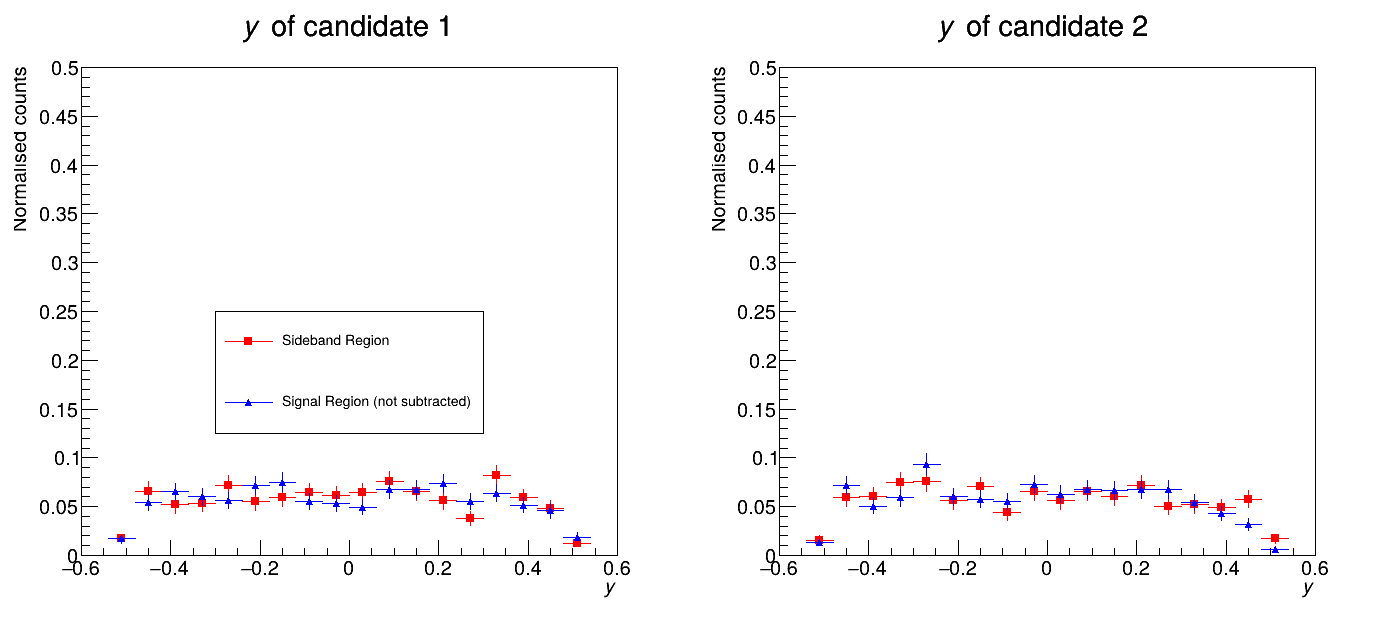 y of candidate 1
Normalised counts
0.5
0.45
0.4
0.35
0.3
0.25
0.2
0.15
0.1
0.05
0
Sideband Region
Signal Region (not subtracted)
−0.6 −0.4 −0.2 0 0.2 0.4 0.6
y
y of candidate 2
Normalised counts
0.5
0.45
0.4
0.35
0.3
0.25
0.2
0.15
0.1
0.05
0
−0.6 −0.4 −0.2 0 0.2 0.4 0.6
y